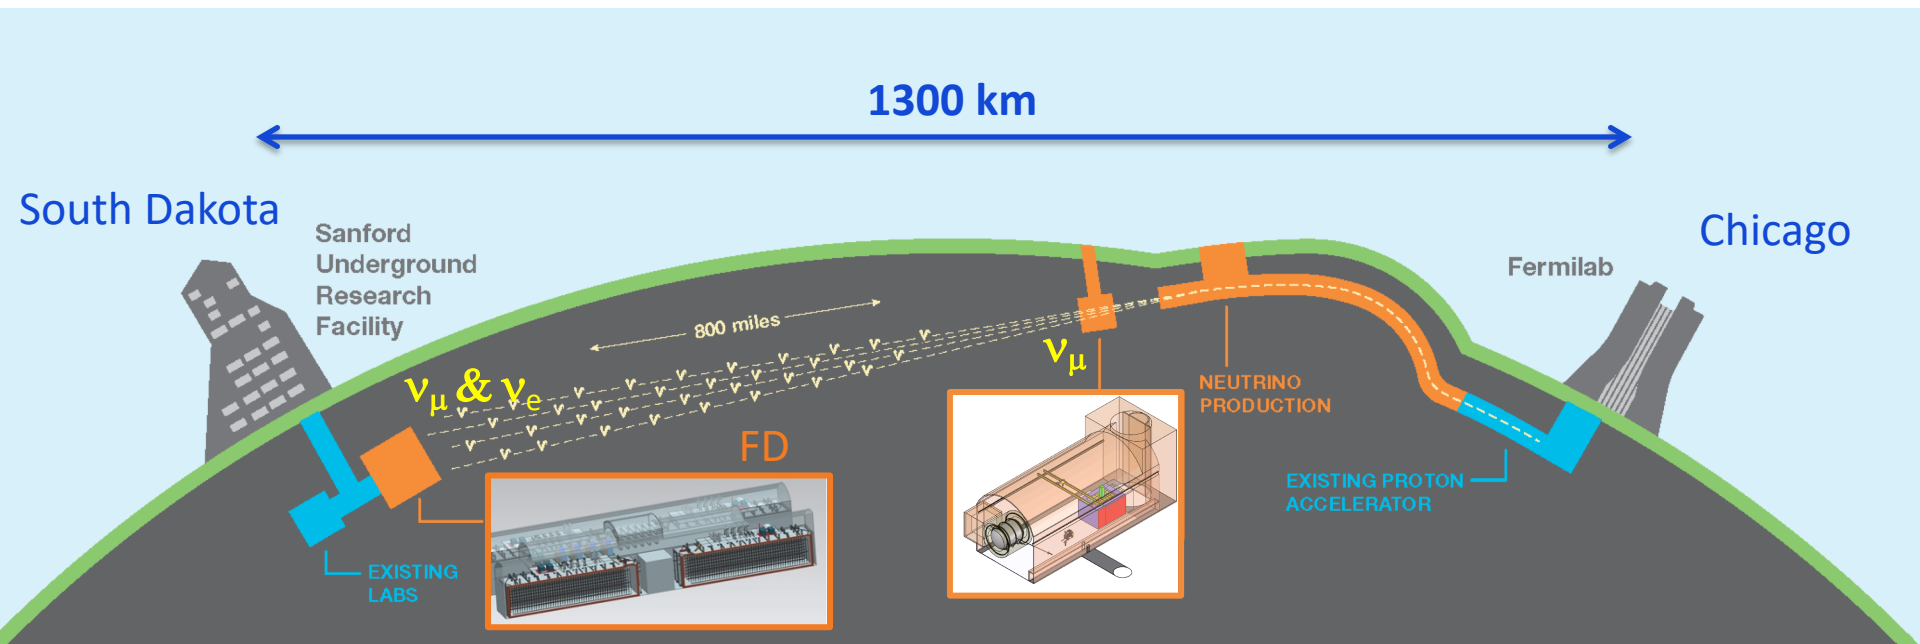 1300 km
South Dakota
Chicago
Sanford
Underground
Research
Facility
Fermilab
800 miles
νμ & νe
νμ
NEUTRINO
PRODUCTION
FD
EXISTING PROTON
ACCELERATOR
EXISTING
LABS